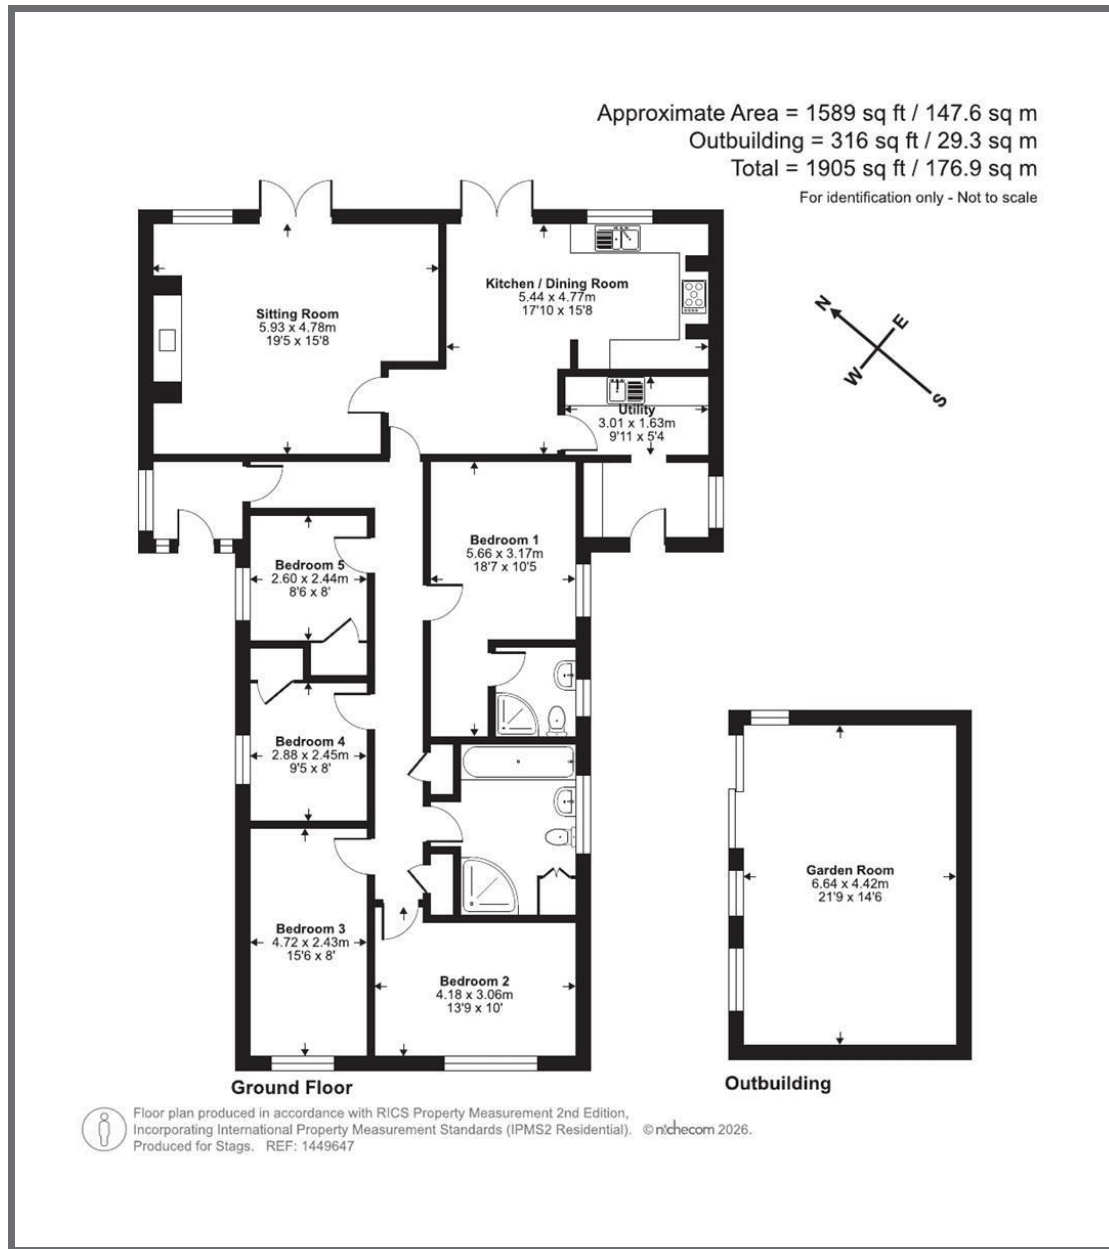 Approximate Area = 1589 sq ft / 147.6 sq m
Outbuilding = 316 sq ft / 29.3 sq m
Total = 1905 sq ft / 176.9 sq m
For identification only - Not to scale
Sitting Room
5.93 x 4.78m
19'5 x 15'8
Kitchen / Dining Room
5.44 x 4.77m
17'10 x 15'8
N
E
W
S
Utility
3.01 x 1.63m
9'11 x 5'4
Bedroom 1
5.66 x 3.17m
18'7 x 10'5
Bedroom 5
2.60 x 2.44m
8'6 x 8'
Bedroom 4
2.88 x 2.45m
9'5 x 8'
Bedroom 3
4.72 x 2.43m
15'6 x 8'
Bedroom 2
4.18 x 3.06m
13'9 x 10'
Garden Room
6.64 x 4.42m
21'9 x 14'6
Ground Floor
Outbuilding
Floor plan produced in accordance with RICS Property Measurement 2nd Edition,
Incorporating International Property Measurement Standards (IPMS2 Residential). © nichecom 2026.
Produced for Stags. REF: 1449647